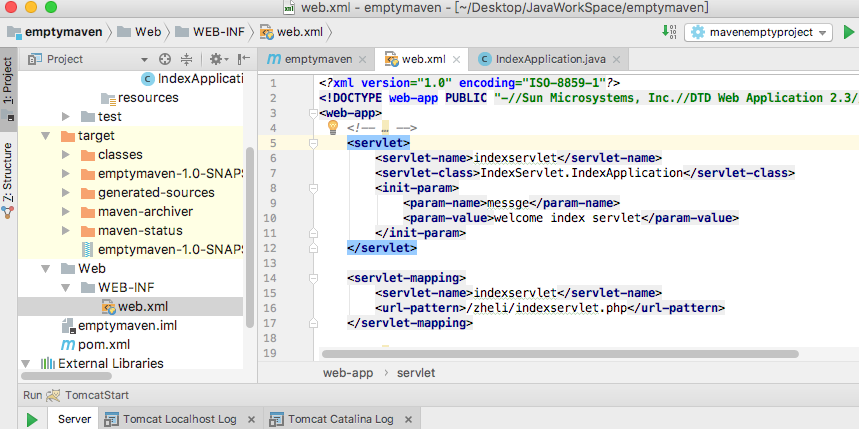 web.xml - emptymaven - [~/Desktop/JavaWorkSpace/emptymaven]
emptymaven Web WEB-INF web.xml mavenemptyproject
Project
emptymaven web.xml IndexApplication.java
1: Project
Z: Structure
IndexApplicati
resources
test
target
classes
emptymaven-1.0-SNAPS
generated-sources
maven-archiver
maven-status
emptymaven-1.0-SNAPS
Web
WEB-INF
web.xml
emptymaven.iml
pom.xml
External Libraries
1 <?xml version="1.0" encoding="ISO-8859-1"?>
2 <!DOCTYPE web-app PUBLIC "-//Sun Microsystems, Inc.//DTD Web Application 2.3/
3 <web-app>
4 <!-- … -->
5 <servlet>
6 <servlet-name>indexservlet</servlet-name>
7 <servlet-class>IndexServlet.IndexApplication</servlet-class>
8 <init-param>
9 <param-name>messge</param-name>
10 <param-value>welcome index servlet</param-value>
11 </init-param>
12 </servlet>
13
14 <servlet-mapping>
15 <servlet-name>indexservlet</servlet-name>
16 <url-pattern>/zheli/indexservlet.php</url-pattern>
17 </servlet-mapping>
18
19
web-app servlet
Run TomcatStart
Server Tomcat Localhost Log Tomcat Catalina Log